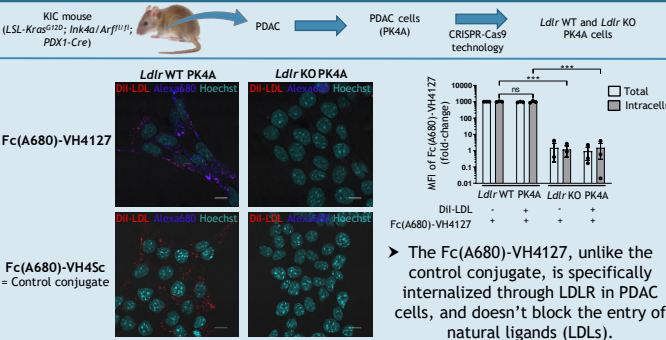 KIC mouse
(LSL-KrasG12D; Ink4a/Arffl/fl;
PDX1-Cre)
PDAC
PDAC cells
(PK4A)
CRISPR-Cas9
technology
Ldlr WT and Ldlr KO
PK4A cells
Ldlr WT PK4A
Ldlr KO PK4A
DiI-LDL Alexa680 Hoechst
DiI-LDL Alexa680 Hoechst
Fc(A680)-VH4127
DiI-LDL Alexa680 Hoechst
DiI-LDL Alexa680 Hoechst
Fc(A680)-VH4Sc
= Control conjugate
MFI of Fc(A680)-VH4127
(fold-change)
10000
1000
100
10
1
0.1
0.01
ns
***
***
Total
Intracell
Ldlr WT PK4A
Ldlr KO PK4A
DiI-LDL - + - +
Fc(A680)-VH4127 + + + +
➤ The Fc(A680)-VH4127, unlike the
control conjugate, is specifically
internalized through LDLR in PDAC
cells, and doesn’t block the entry of
natural ligands (LDLs).